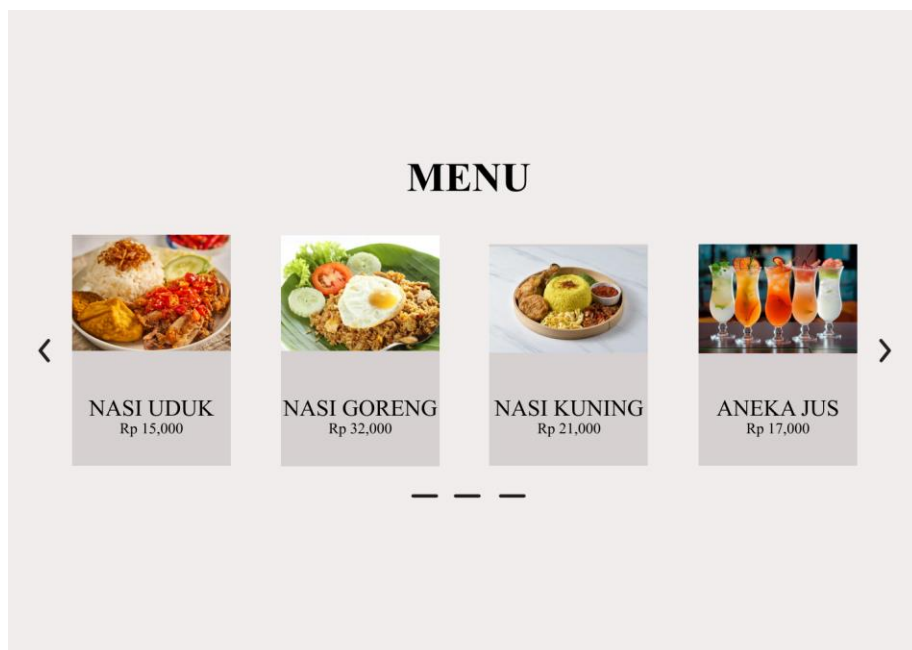 MENU
NASI UDUK
Rp 15,000
NASI GORENG
Rp 32,000
NASI KUNING
Rp 21,000
ANEKA JUS
Rp 17,000